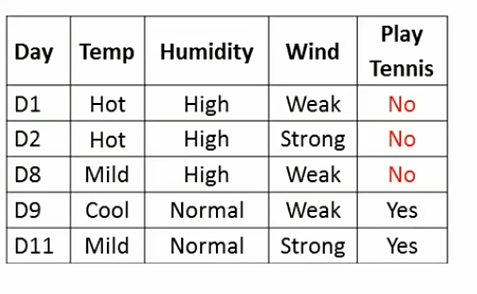 Day Temp Humidity Wind Play Tennis
D1 Hot High Weak No
D2 Hot High Strong No
D8 Mild High Weak No
D9 Cool Normal Weak Yes
D11 Mild Normal Strong Yes